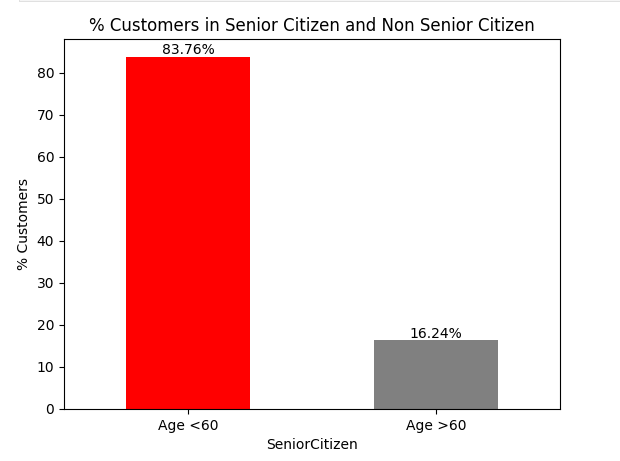 % Customers in Senior Citizen and Non Senior Citizen
83.76%
16.24%
% Customers
80
70
60
50
40
30
20
10
0
Age <60
Age >60
SeniorCitizen